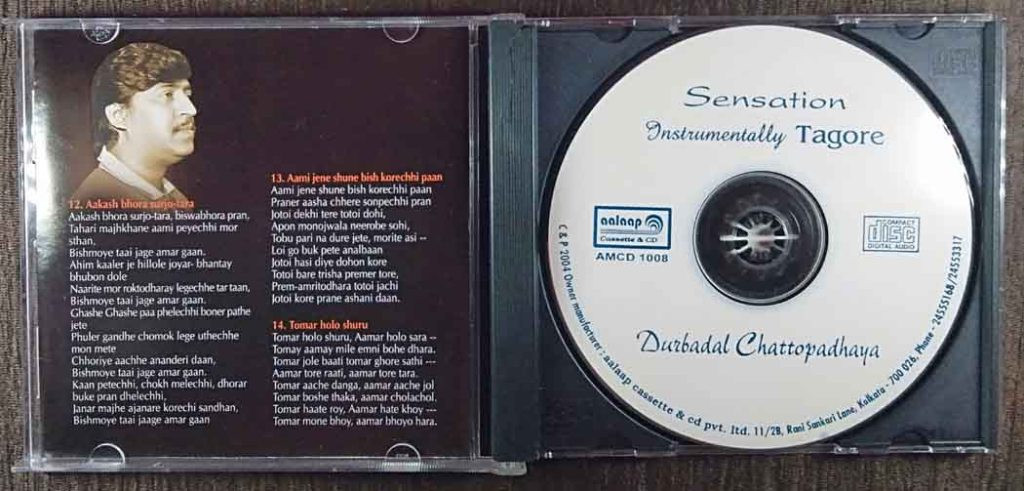 12. Aakash bhora surjo-tara
Aakash bhora surjo-tara, biswabhora pran,
Tahari majhkhane aami peyechhi mor
sthan,
Bishmoye taai jage amar gaan.
Ahim kaaler je hillole joyar- bhantay
bhubon dole
Naarite mor roktodharay legechhe tar taan,
Bishmoye taai jage amar gaan.
Ghashe Ghashe paa phelechhi boner pathe
jete
Phuler gandhe chomok lege uthechhe
mon mete
Chhoriye aachhe ananderi daan,
Bishmoye taai jage amar gaan.
Kaan petechhi, chokh melechhi, dhorar
buke pran dhelechhi,
Janar majhe ajanare korechi sandhan,
Bishmoye taai jaage amar gaan
13. Aami jene shune bish korechhi paan
Aami jene shune bish korechhi paan
Praner aasha chhere sonpechhi pran
Jotoi dekhi tere totoi dohi,
Apon monojwala neerobe sohi,
Tobu pari na dure jete, morite asi --
Loi go buk pete analbaan
Jotoi hasi diye dohon kore
Totoi bare trisha premer tore,
Prem-amritodhara totoi jachi
Jotoi kore prane ashani daan.
14. Tomar holo shuru
Tomar holo shuru, Aamar holo sara --
Tomay aamay mile emni bohe dhara.
Tomar jole baati tomar ghore sathi ---
Aamar tore raati, aamar tore tara.
Tomar aache danga, aamar aache jol
Tomar boshe thaka, aamar cholachol.
Tomar haate roy, Aamar hate khoy ---
Tomar mone bhoy, aamar bhoyo hara.
Sensation
Instrumentally Tagore
aalaap
Cassette & CD
AMCD 1008
COMPACT
disc
DIGITAL AUDIO
Durbadal Chattopadhaya
C & P 2004 Owner manufarturer : aalaap cassette & cd pvt. ltd. 11/2B, Rani Sankari Lane, Kolkata - 700 026, Phone - 24555168/24553317